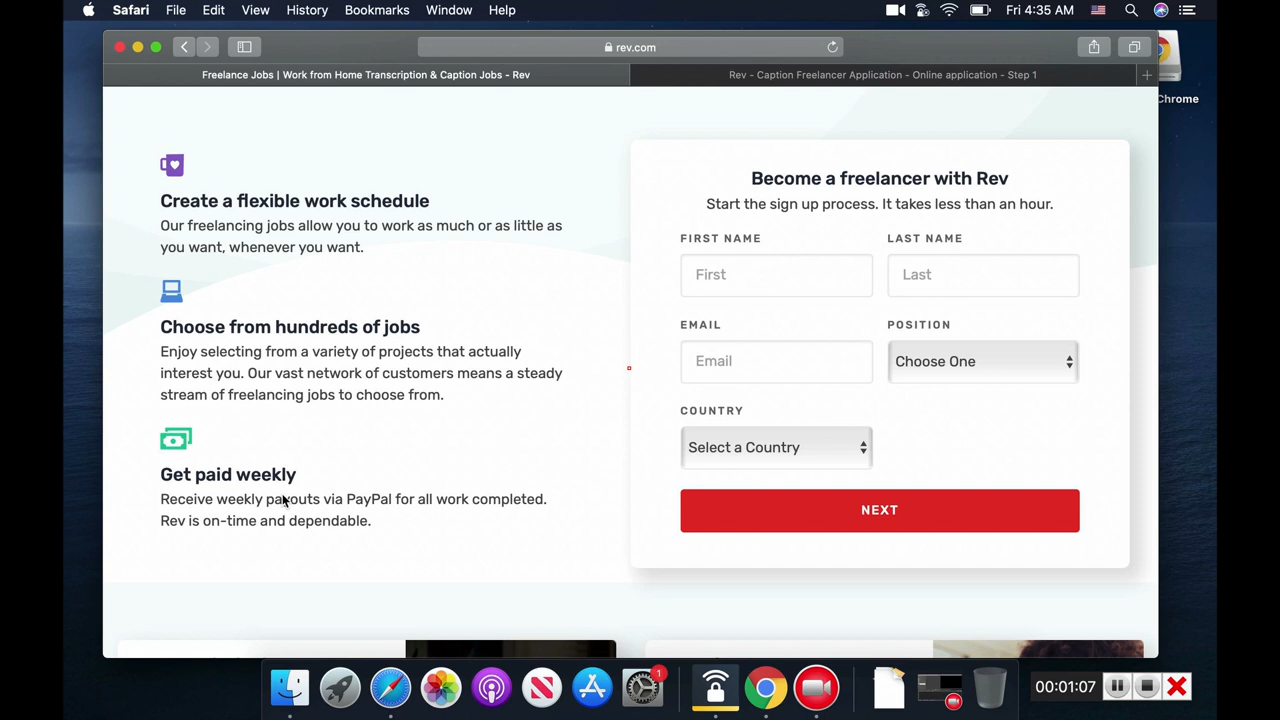 Safari File Edit View History Bookmarks Window Help Fri 4:35 AM
rev.com
Freelance Jobs | Work from Home Transcription & Caption Jobs - Rev
Rev - Caption Freelancer Application - Online application - Step 1
Chrome
Create a flexible work schedule
Our freelancing jobs allow you to work as much or as little as
you want, whenever you want.
Choose from hundreds of jobs
Enjoy selecting from a variety of projects that actually
interest you. Our vast network of customers means a steady
stream of freelancing jobs to choose from.
Get paid weekly
Receive weekly payouts via PayPal for all work completed.
Rev is on-time and dependable.
Become a freelancer with Rev
Start the sign up process. It takes less than an hour.
FIRST NAME LAST NAME
First Last
EMAIL POSITION
Email Choose One
COUNTRY
Select a Country
NEXT
1
00:01:07